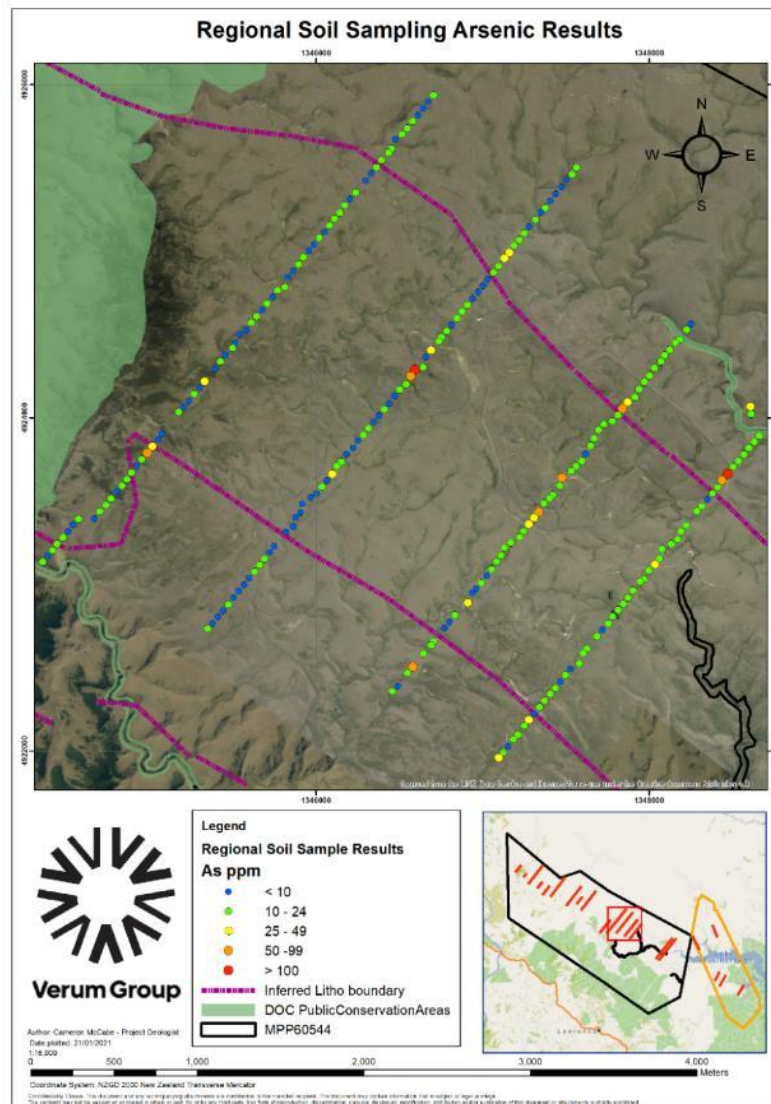 Regional Soil Sampling Arsenic Results
1346000
1348000
4926000
N
W
E
S
4924000
4922000
1346000
1348000
Legend
Regional Soil Sample Results
As ppm
< 10
10 - 24
25 - 49
50 -99
> 100
Inferred Litho boundary
DOC PublicConservationAreas
MPP60544
Verum Group
Author: Cameron McCabe - Project Geologist
Date plotted: 21/01/2021
0
500
1,000
2,000
3,000
4,000
Meters
Coordinate System: NZGD 2000 New Zealand Transverse Mercator